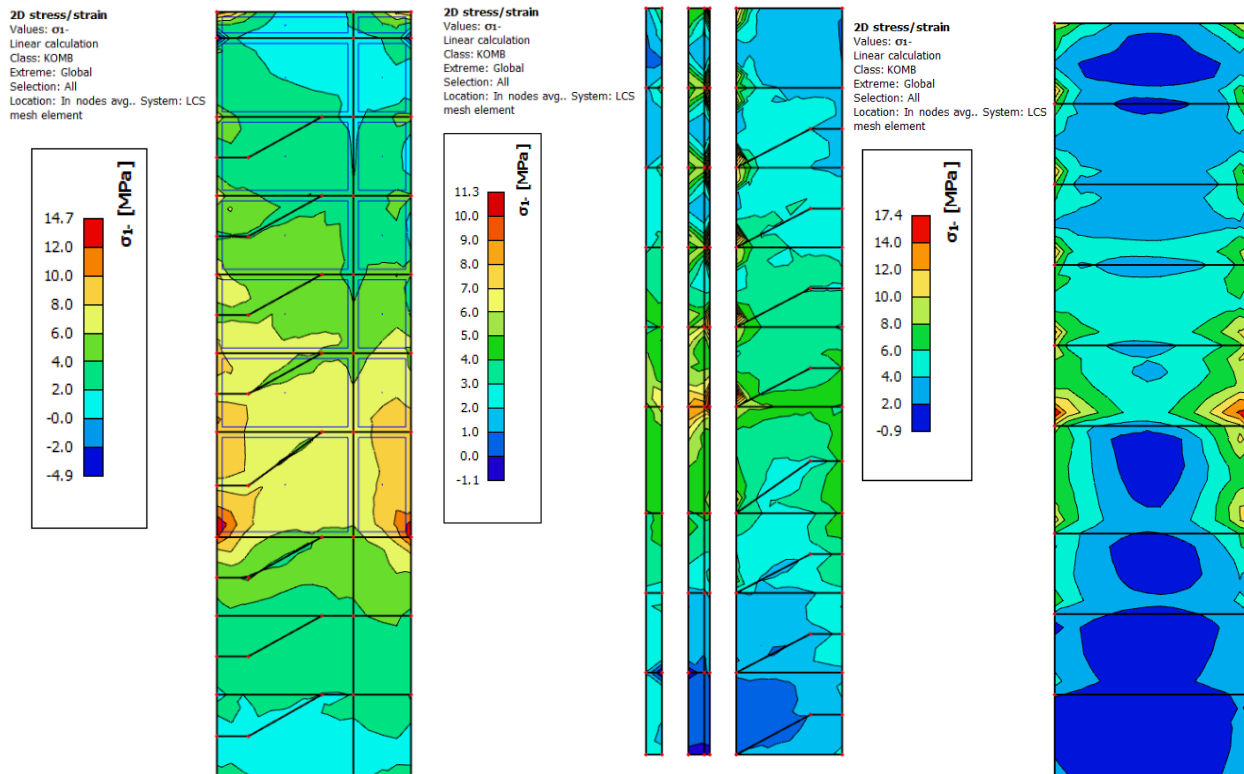 2D stress/strain
Values: σ1-
Linear calculation
Class: KOMB
Extreme: Global
Selection: All
Location: In nodes avg.. System: LCS
mesh element
σ1- [MPa]
14.7
12.0
10.0
8.0
6.0
4.0
2.0
-0.0
-2.0
-4.9
2D stress/strain
Values: σ1-
Linear calculation
Class: KOMB
Extreme: Global
Selection: All
Location: In nodes avg.. System: LCS
mesh element
σ1- [MPa]
11.3
10.0
9.0
8.0
7.0
6.0
5.0
4.0
3.0
2.0
1.0
0.0
-1.1
2D stress/strain
Values: σ1-
Linear calculation
Class: KOMB
Extreme: Global
Selection: All
Location: In nodes avg.. System: LCS
mesh element
σ1- [MPa]
17.4
14.0
12.0
10.0
8.0
6.0
4.0
2.0
-0.9